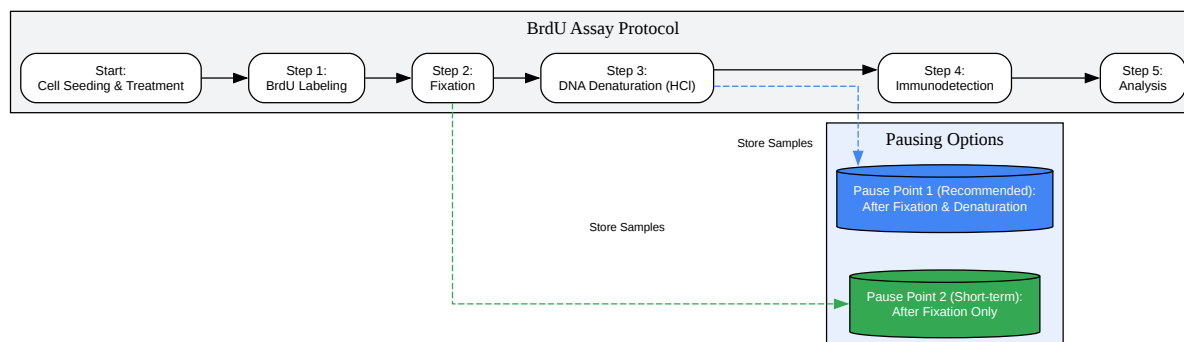 BrdU Assay Protocol
Start:
Cell Seeding & Treatment
Step 1:
BrdU Labeling
Step 2:
Fixation
Step 3:
DNA Denaturation (HCl)
Step 4:
Immunodetection
Step 5:
Analysis
Store Samples
Pausing Options
Pause Point 1 (Recommended):
After Fixation & Denaturation
Store Samples
Pause Point 2 (Short-term):
After Fixation Only